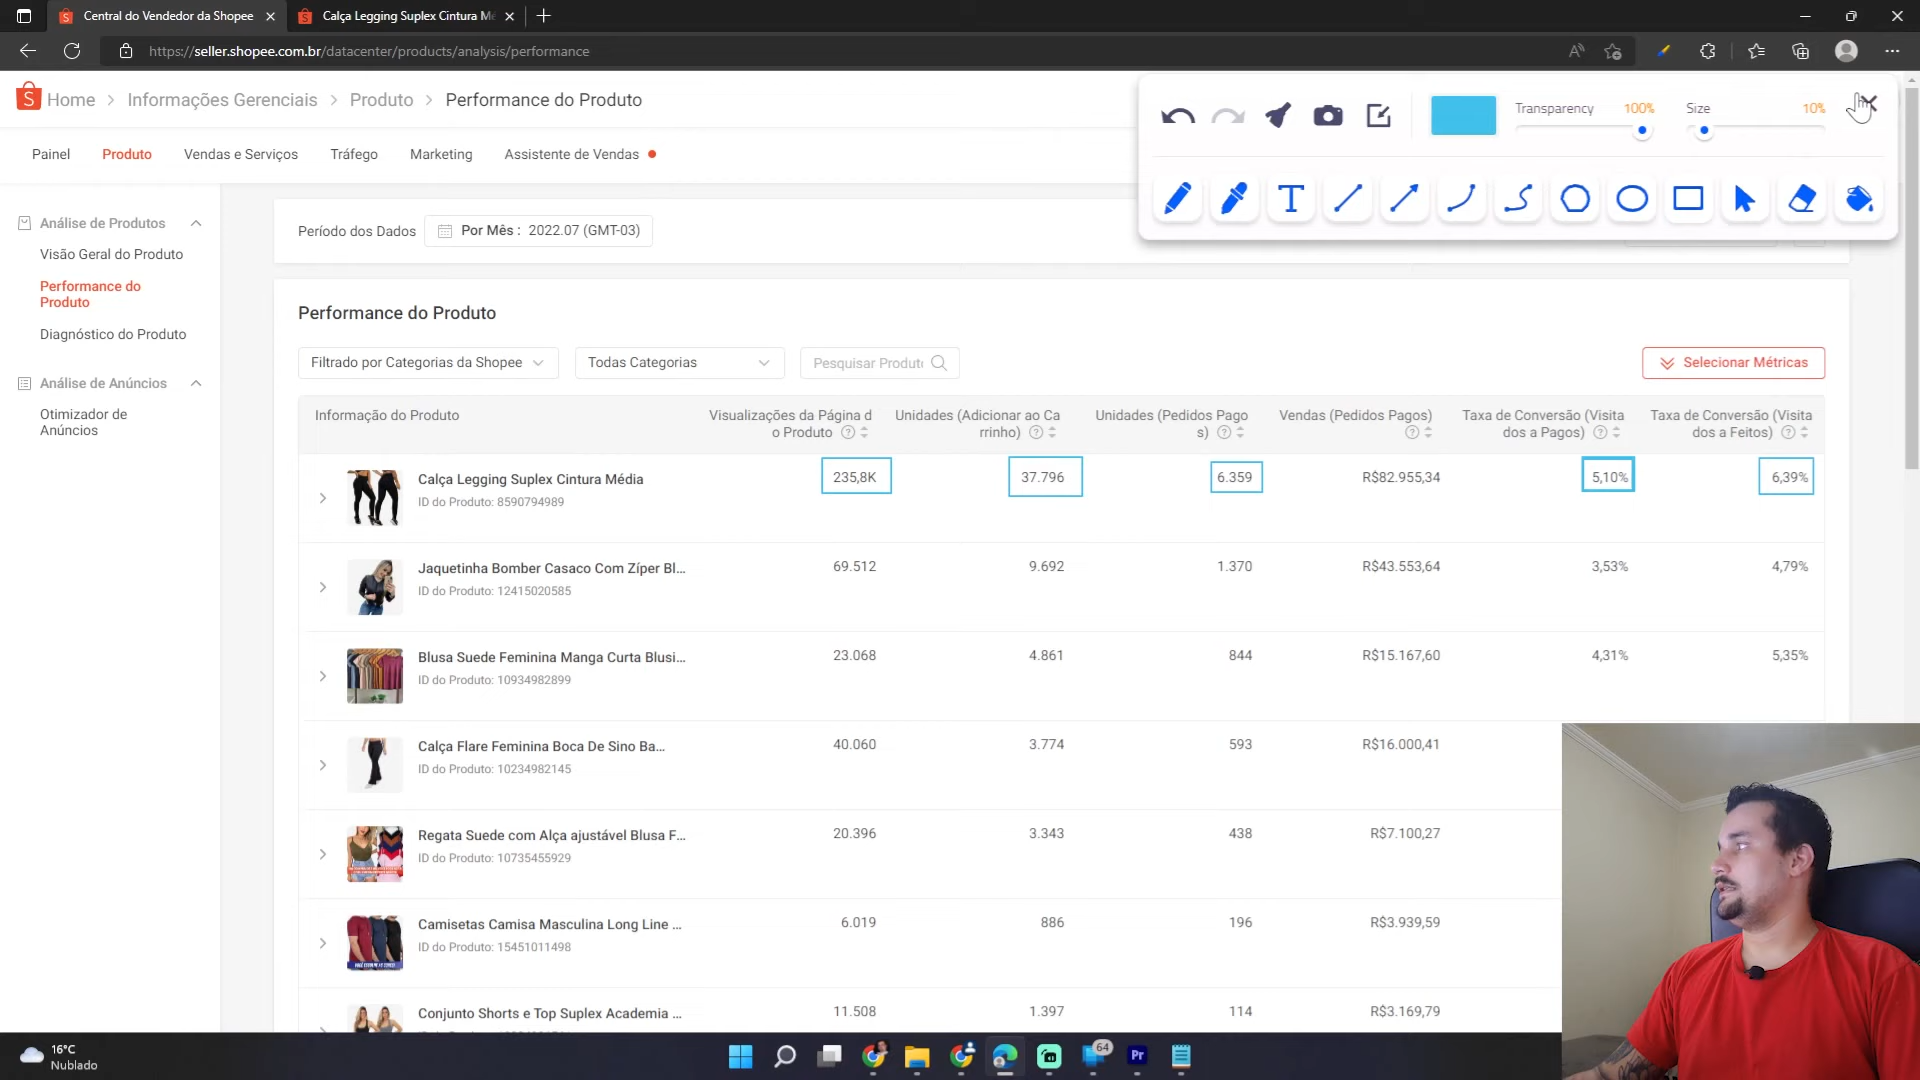 Central do Vendedor da Shopee
Calça Legging Suplex Cintura Mé
https://seller.shopee.com.br/datacenter/products/analysis/performance
Home > Informações Gerenciais > Produto > Performance do Produto
Transparency 100% Size 10%
Painel Produto Vendas e Serviços Tráfego Marketing Assistente de Vendas
Análise de Produtos
Visão Geral do Produto
Performance do
Produto
Diagnóstico do Produto
Análise de Anúncios
Otimizador de
Anúncios
Período dos Dados Por Mês : 2022.07 (GMT-03)
Performance do Produto
Filtrado por Categorias da Shopee Todas Categorias Pesquisar Produt Selecionar Métricas
Informação do Produto Visualizações da Página d Unidades (Adicionar ao Ca Unidades (Pedidos Pago Vendas (Pedidos Pagos) Taxa de Conversão (Visita Taxa de Conversão (Visita
o Produto rrinho) s) dos a Pagos) dos a Feitos)
Calça Legging Suplex Cintura Média 235,8K 37.796 6.359 R$82.955,34 5,10% 6,39%
ID do Produto: 8590794989
Jaquetinha Bomber Casaco Com Zíper Bl... 69.512 9.692 1.370 R$43.553,64 3,53% 4,79%
ID do Produto: 12415020585
Blusa Suede Feminina Manga Curta Blusi... 23.068 4.861 844 R$15.167,60 4,31% 5,35%
ID do Produto: 10934982899
Calça Flare Feminina Boca De Sino Ba... 40.060 3.774 593 R$16.000,41
ID do Produto: 10234982145
Regata Suede com Alça ajustável Blusa F... 20.396 3.343 438 R$7.100,27
ID do Produto: 10735455929
Camisetas Camisa Masculina Long Line ... 6.019 886 196 R$3.939,59
ID do Produto: 15451011498
Conjunto Shorts e Top Suplex Academia ... 11.508 1.397 114 R$3.169,79
16°C
Nublado
64
Pr